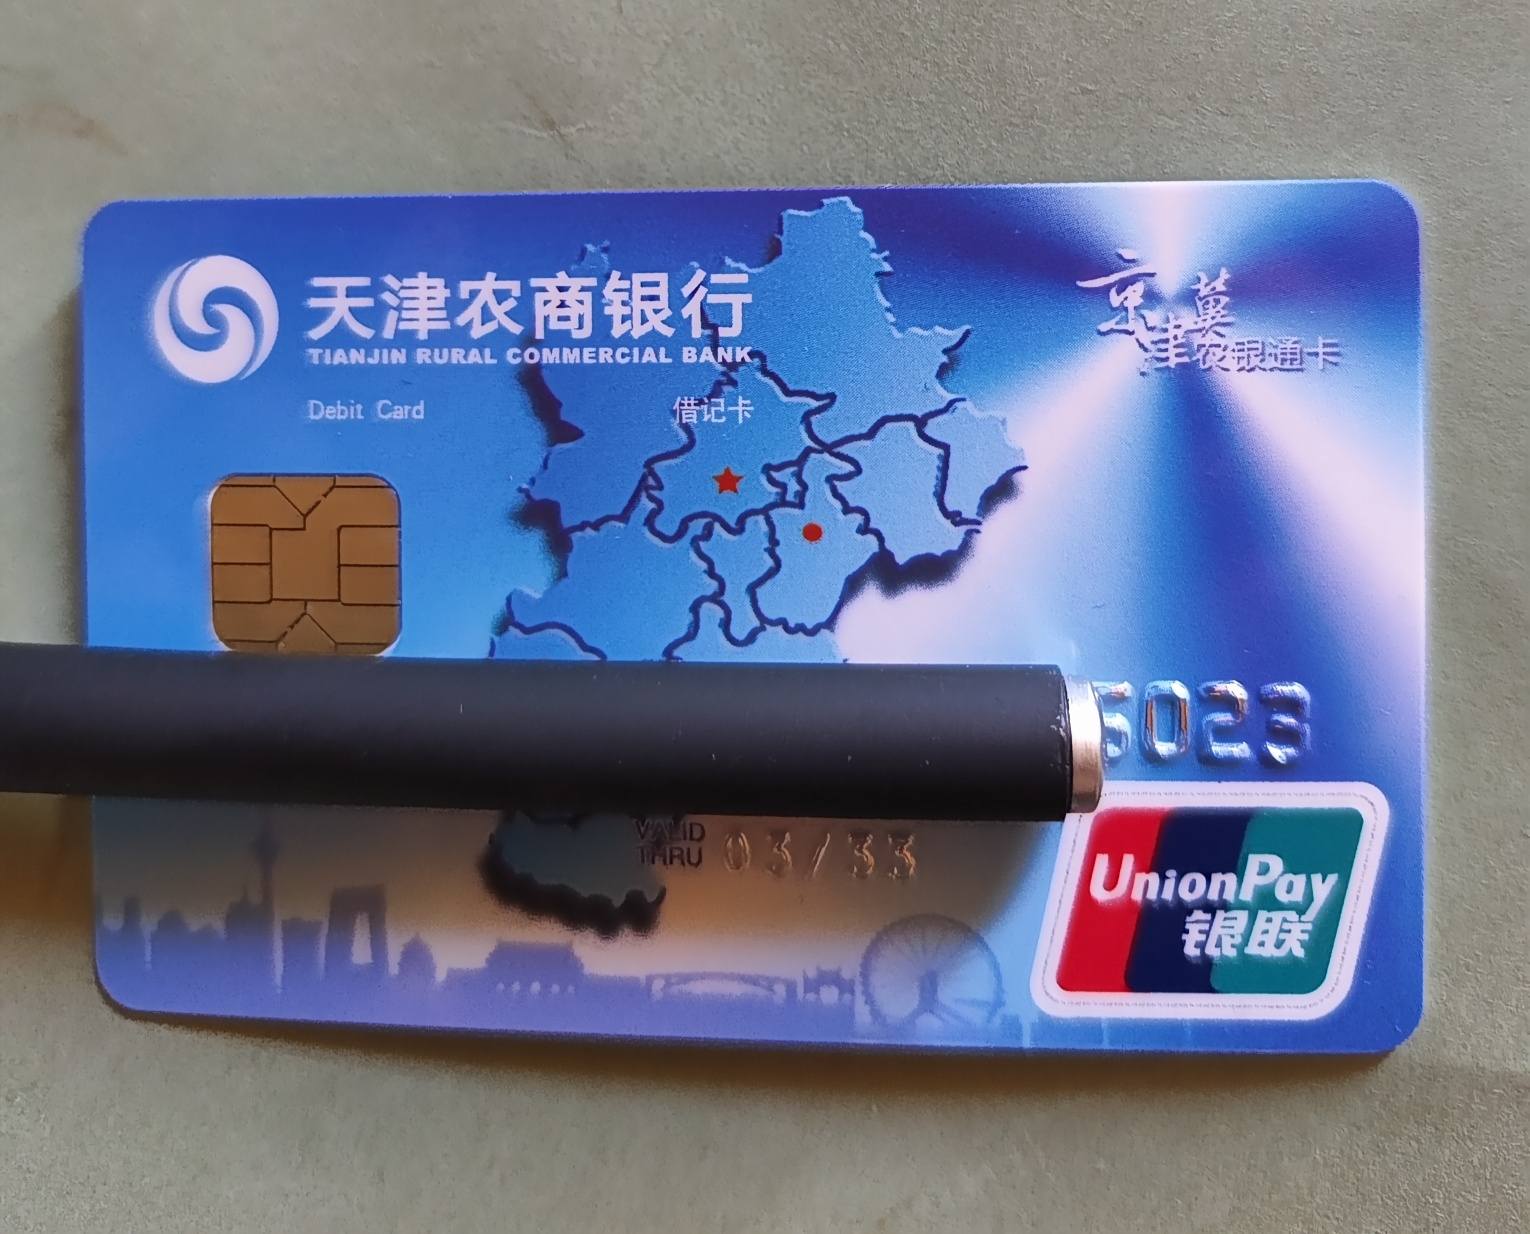 天津农商银行
TIANJIN RURAL COMMERCIAL BANK
Debit Card 借记卡
京津冀
农银通卡
5023
VALID
THRU 03/33
UnionPay
银联